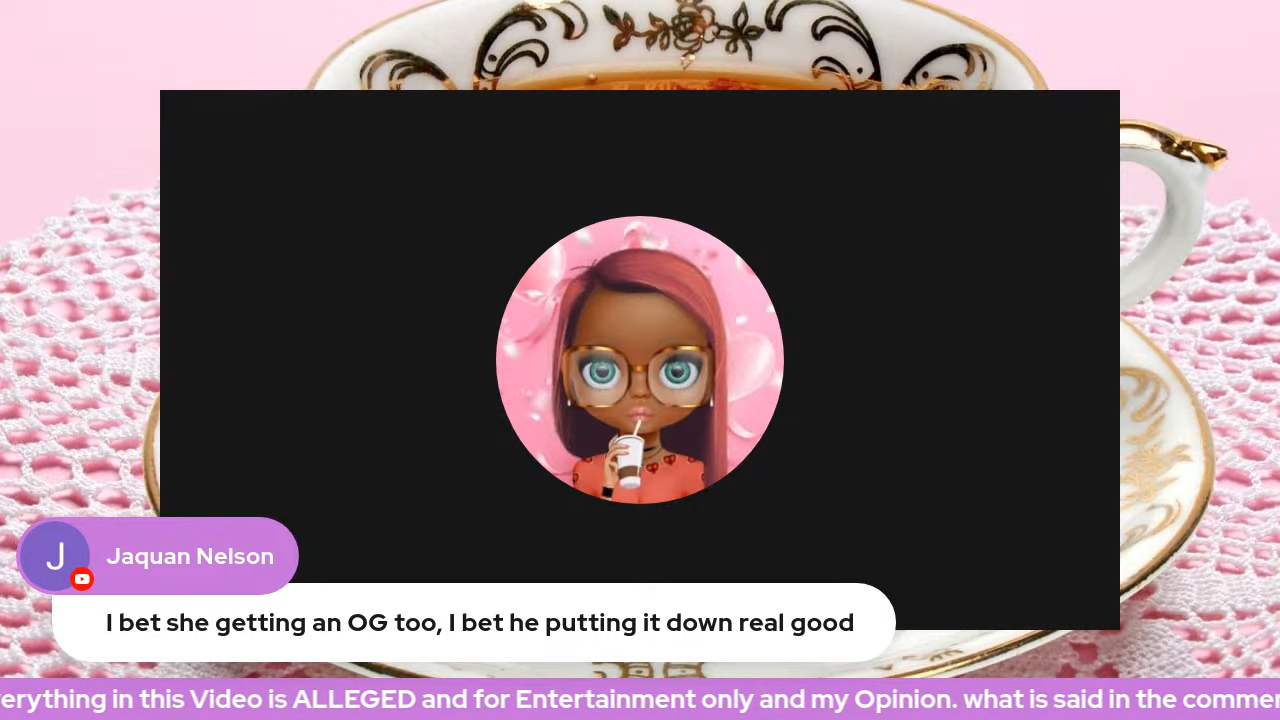 J
Jaquan Nelson
I bet she getting an OG too, I bet he putting it down real good
erything in this Video is ALLEGED and for Entertainment only and my Opinion. what is said in the comme